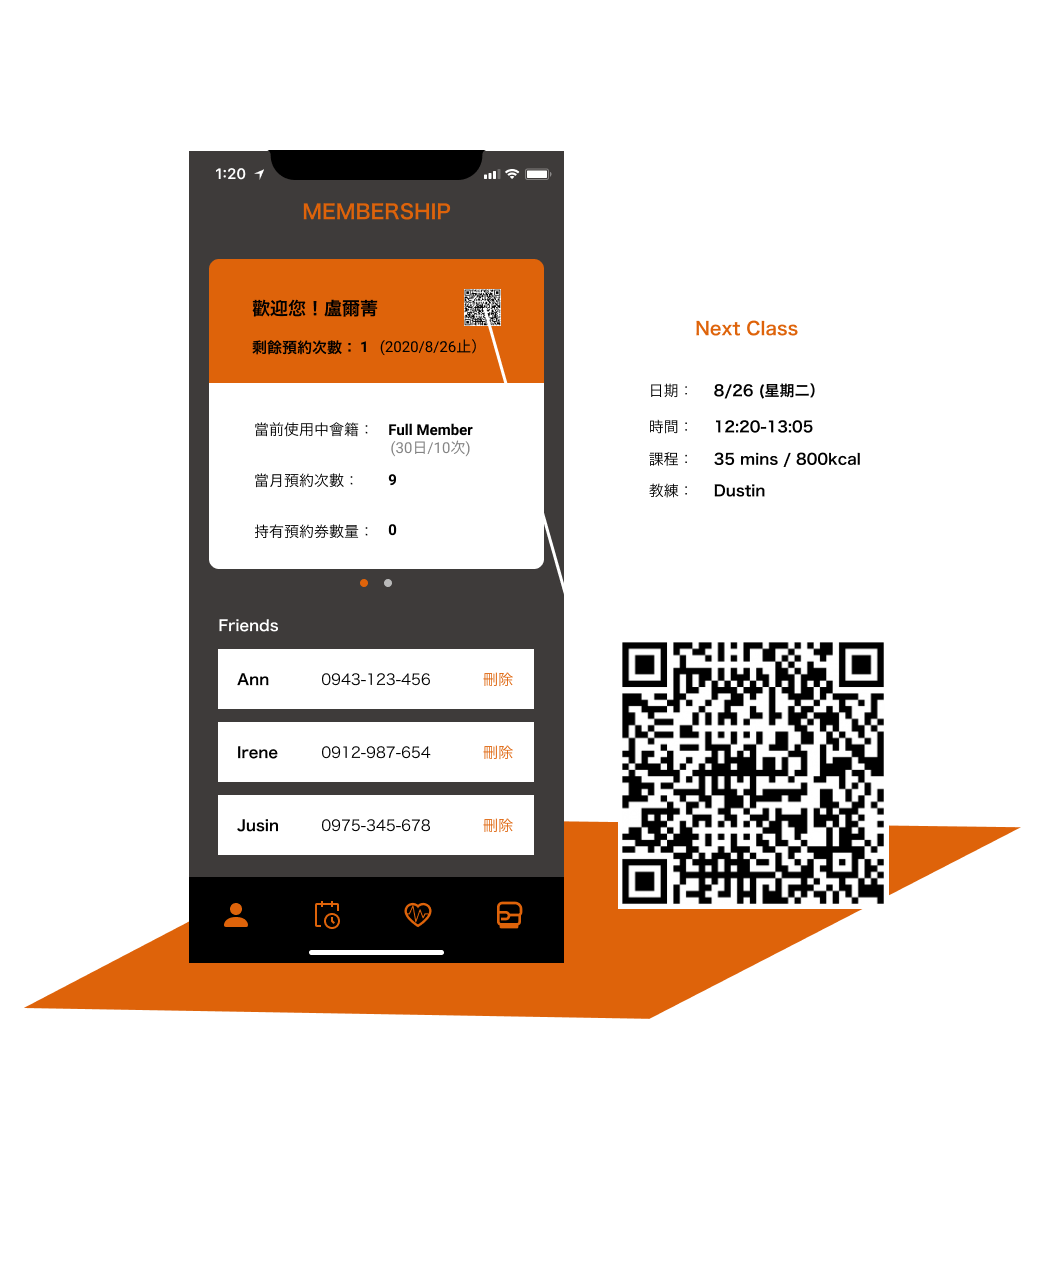 1:20
MEMBERSHIP
歡迎您！盧爾菁
剩餘預約次數： 1 (2020/8/26止）
當前使用中會籍： Full Member
(30日/10次)
當月預約次數： 9
持有預約券數量： 0
Friends
Ann 0943-123-456 刪除
Irene 0912-987-654 刪除
Jusin 0975-345-678 刪除
Next Class
日期： 8/26 (星期二）
時間： 12:20-13:05
課程： 35 mins / 800kcal
教練： Dustin